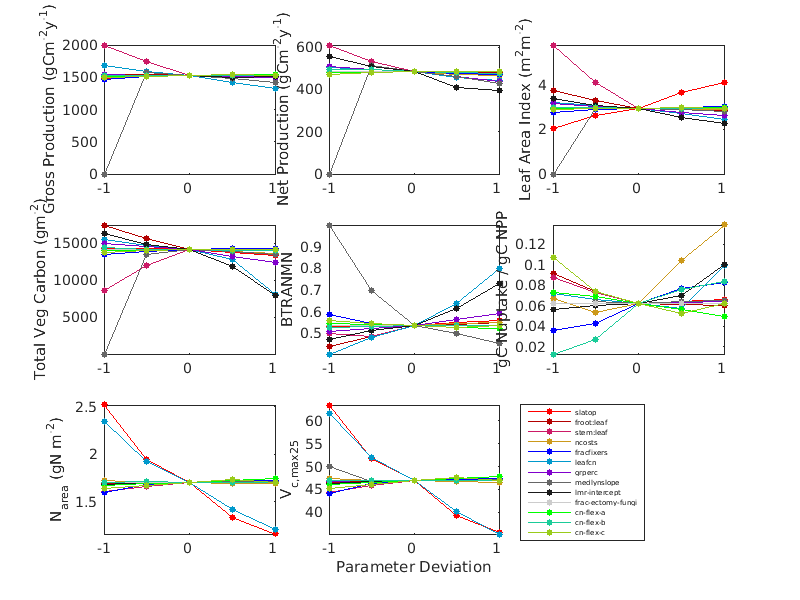 Gross Production (gCm⁻²y⁻¹)
2000
1500
1000
500
0
-1
0
1
Net Production (gCm⁻²y⁻¹)
600
400
200
0
-1
0
1
Leaf Area Index (m²m⁻²)
4
2
0
-1
0
1
Total Veg Carbon (gm⁻²)
15000
10000
5000
-1
0
1
BTRANMN
0.9
0.8
0.7
0.6
0.5
-1
0
1
gC Nuptake / gC NPP
0.12
0.1
0.08
0.06
0.04
0.02
-1
0
1
N_area (gN m⁻²)
2.5
2
1.5
-1
0
1
V_c,max25
60
55
50
45
40
-1
0
1
Parameter Deviation
slatop
froot:leaf
stem:leaf
ncosts
fracfixers
leafcn
grperc
medlynslope
lmr-intercept
frac-ectomy-fungi
cn-flex-a
cn-flex-b
cn-flex-c